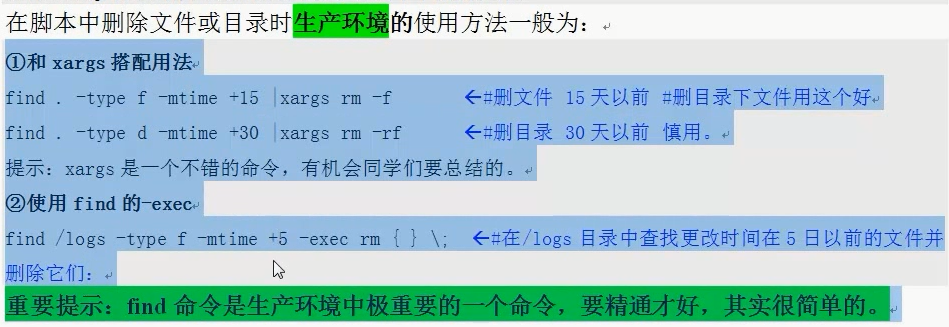 在脚本中删除文件或目录时生产环境的使用方法一般为：
①和 xargs 搭配用法
find . -type f -mtime +15 |xargs rm -f ←#删文件 15 天以前 #删目录下文件用这个好
find . -type d -mtime +30 |xargs rm -rf ←#删目录 30 天以前 慎用。
提示：xargs 是一个不错的命令，有机会同学们要总结的。
②使用 find 的-exec
find /logs -type f -mtime +5 -exec rm { } \; ←#在/logs 目录中查找更改时间在 5 日以前的文件并
删除它们：
重要提示：find 命令是生产环境中极重要的一个命令，要精通才好，其实很简单的。